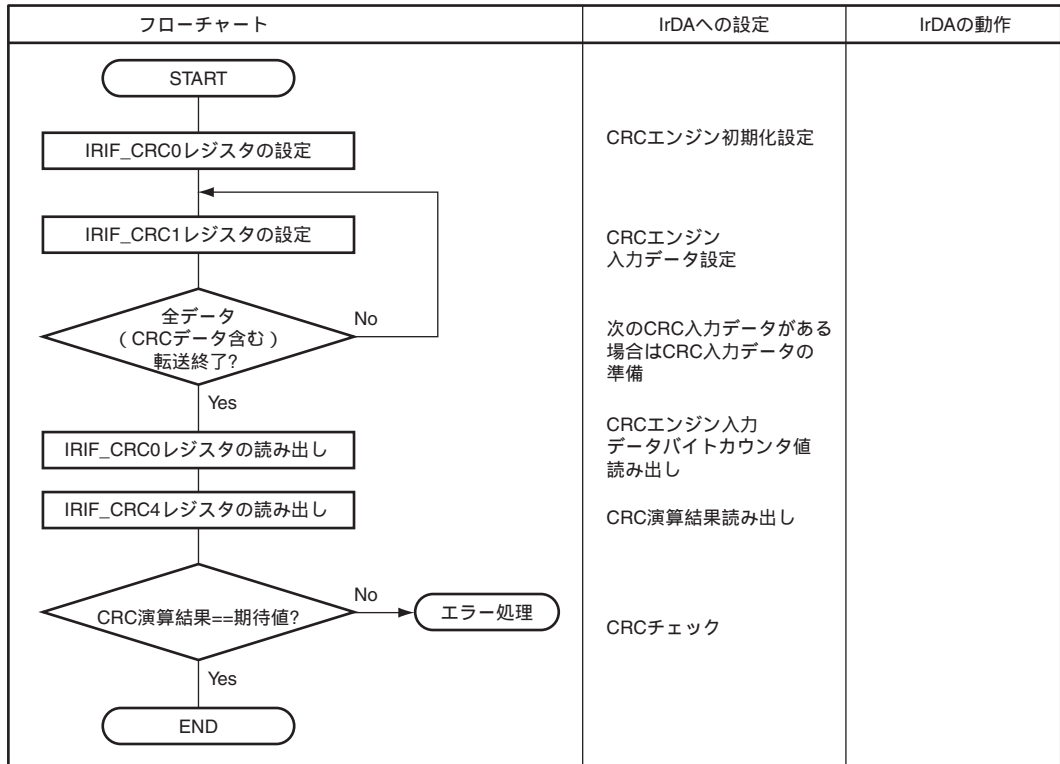 フローチャート IrDAへの設定 IrDAの動作
START
IRIF_CRC0レジスタの設定 CRCエンジン初期化設定
IRIF_CRC1レジスタの設定
CRCエンジン
入力データ設定
全データ
(CRCデータ含む)
転送終了?
No
次のCRC入力データがある
場合はCRC入力データの
準備
Yes
IRIF_CRC0レジスタの読み出し
CRCエンジン入力
データバイトカウンタ値
読み出し
IRIF_CRC4レジスタの読み出し
CRC演算結果読み出し
CRC演算結果==期待値?
No
エラー処理
CRCチェック
Yes
END